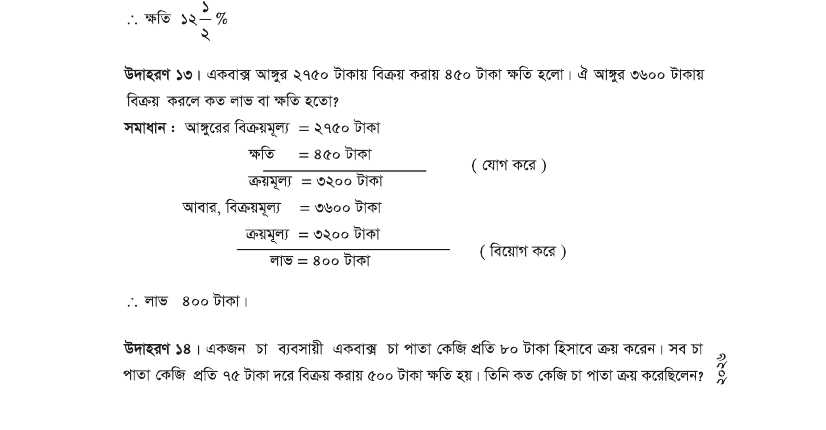 ∴ ক্ষতি ১২ ১/২ %
উদাহরণ ১৩। একবাক্স আঙ্গুর ২৭৫০ টাকায় বিক্রয় করায় ৪৫০ টাকা ক্ষতি হলো। ঐ আঙ্গুর ৩৬০০ টাকায়
বিক্রয় করলে কত লাভ বা ক্ষতি হতো?
সমাধান : আঙ্গুরের বিক্রয়মূল্য = ২৭৫০ টাকা
ক্ষতি = ৪৫০ টাকা
( যোগ করে )
ক্রয়মূল্য = ৩২০০ টাকা
আবার, বিক্রয়মূল্য = ৩৬০০ টাকা
ক্রয়মূল্য = ৩২০০ টাকা
( বিয়োগ করে )
লাভ = ৪০০ টাকা
∴ লাভ ৪০০ টাকা।
উদাহরণ ১৪। একজন চা ব্যবসায়ী একবাক্স চা পাতা কেজি প্রতি ৮০ টাকা হিসাবে ক্রয় করেন। সব চা
পাতা কেজি প্রতি ৭৫ টাকা দরে বিক্রয় করায় ৫০০ টাকা ক্ষতি হয়। তিনি কত কেজি চা পাতা ক্রয় করেছিলেন?
২০২৬